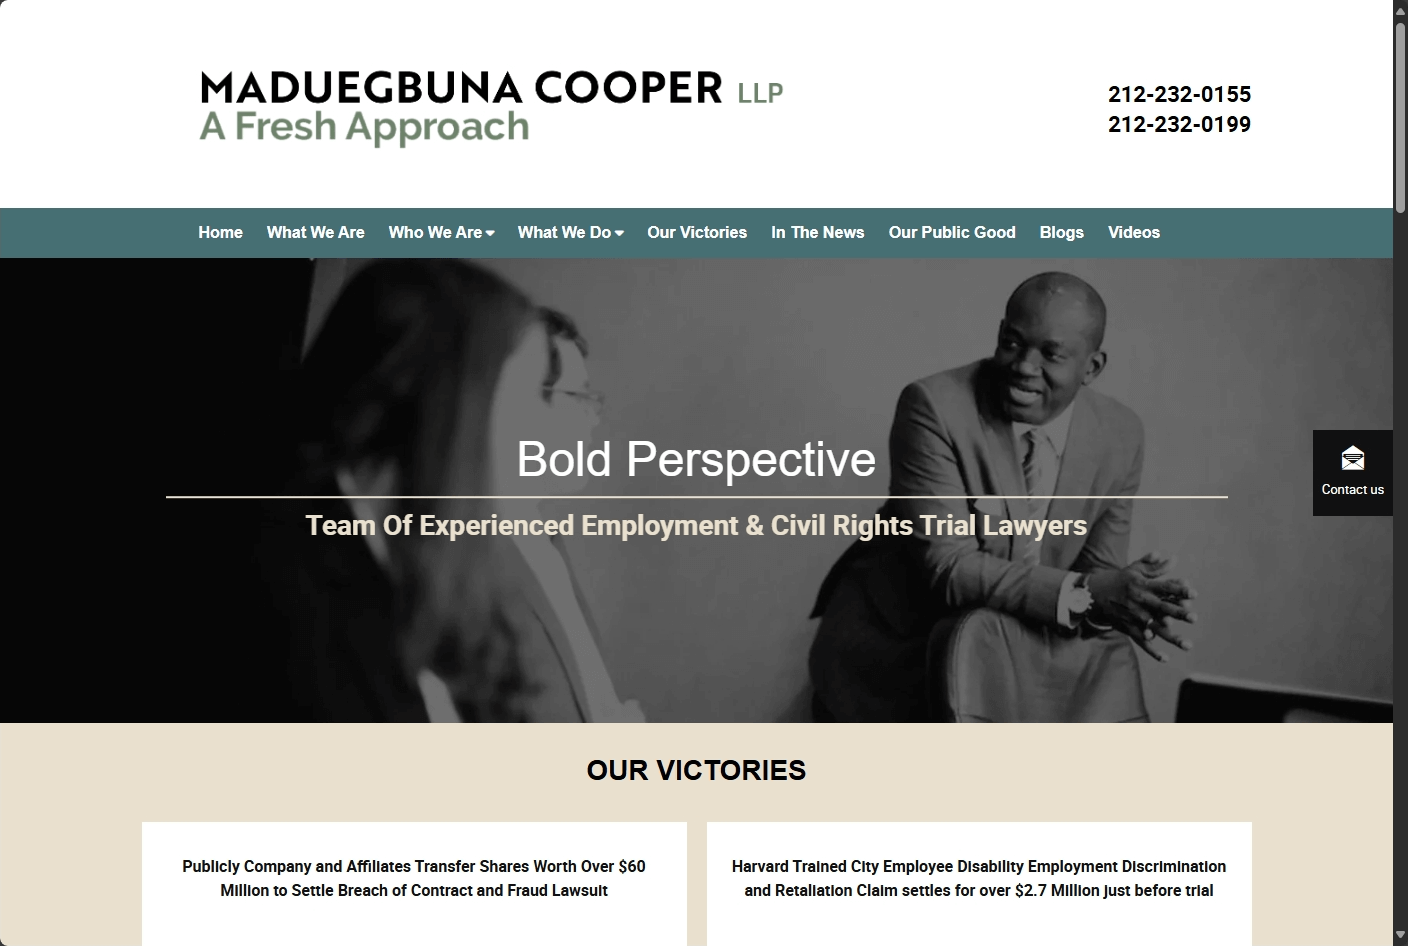 MADUEGBUNA COOPER LLP
A Fresh Approach
212-232-0155
212-232-0199
Home What We Are Who We Are What We Do Our Victories In The News Our Public Good Blogs Videos
Bold Perspective
Team Of Experienced Employment & Civil Rights Trial Lawyers
Contact us
OUR VICTORIES
Publicly Company and Affiliates Transfer Shares Worth Over $60
Million to Settle Breach of Contract and Fraud Lawsuit
Harvard Trained City Employee Disability Employment Discrimination
and Retaliation Claim settles for over $2.7 Million just before trial